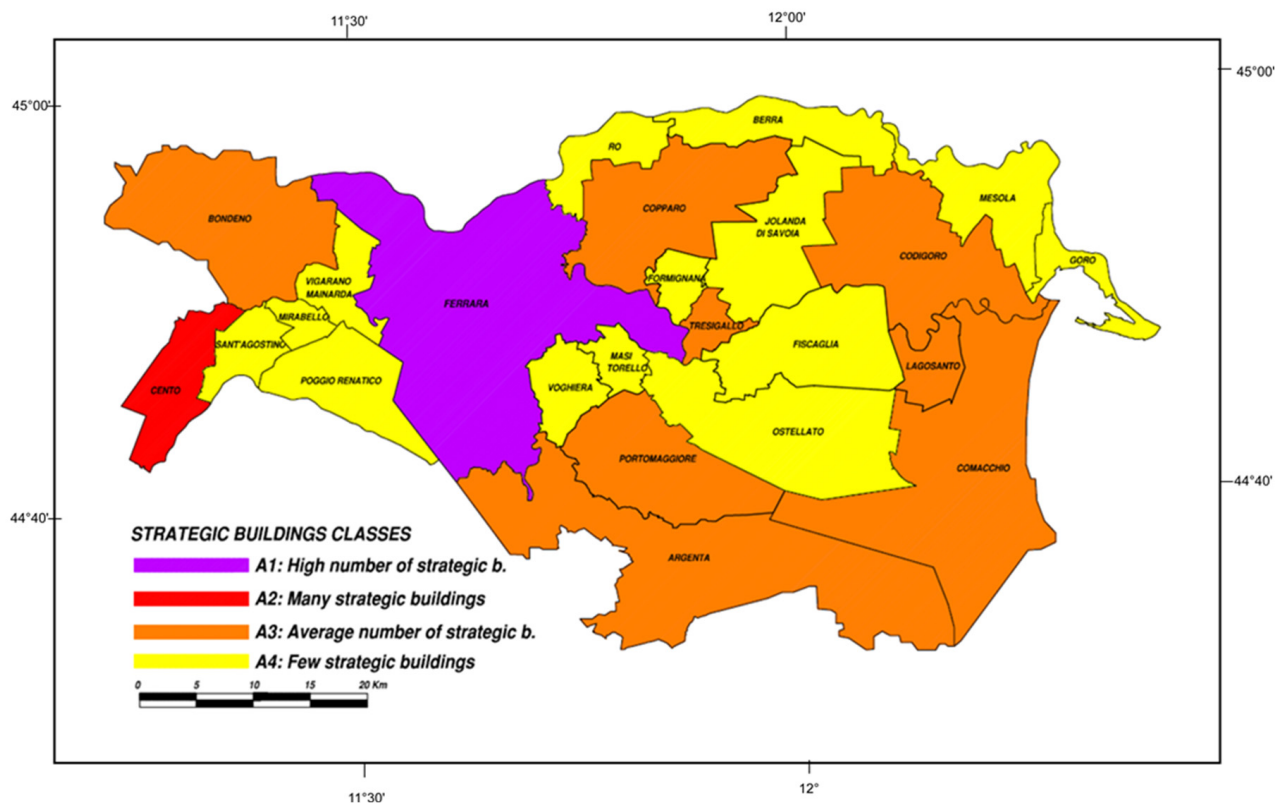 11°30'
12°00'
45°00'
45°00'
BERRA
RO
MESOLA
COPPARO
BONDENO
JOLANDA
DI SAVOIA
CODIGORO
GORO
FORMIGNANA
VIGARANO
MAINARDA
FERRARA
MIRABELLO
TRESIGALLO
SANT'AGOSTINO
FISCAGLIA
MASI
TORELLO
LAGOSANTO
POGGIO RENATICO
VOGHIERA
CENTO
OSTELLATO
PORTOMAGGIORE
COMACCHIO
44°40'
44°40'
ARGENTA
STRATEGIC BUILDINGS CLASSES
A1: High number of strategic b.
A2: Many strategic buildings
A3: Average number of strategic b.
A4: Few strategic buildings
0 5 10 15 20 Km
11°30'
12°